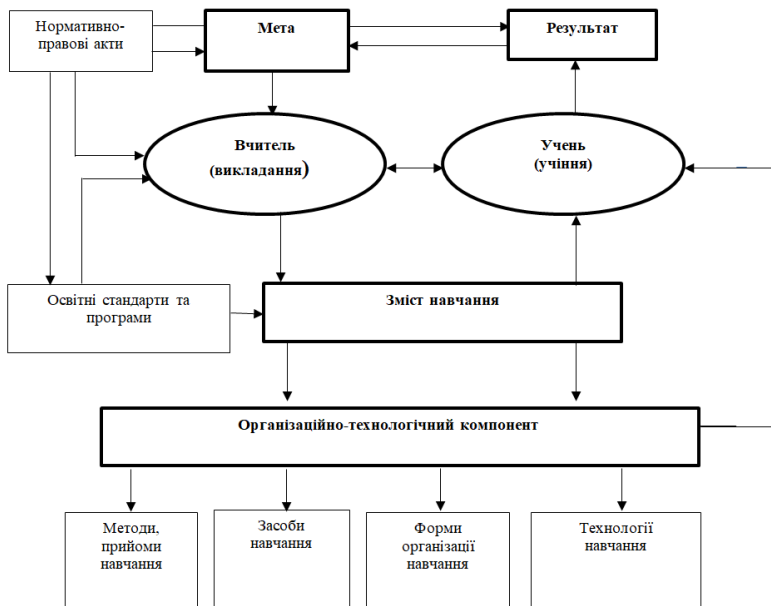 Нормативно-
правові акти
Мета
Результат
Вчитель
(викладання)
Учень
(учіння)
Освітні стандарти та
програми
Зміст навчання
Організаційно-технологічний компонент
Методи,
прийоми
навчання
Засоби
навчання
Форми
організації
навчання
Технології
навчання